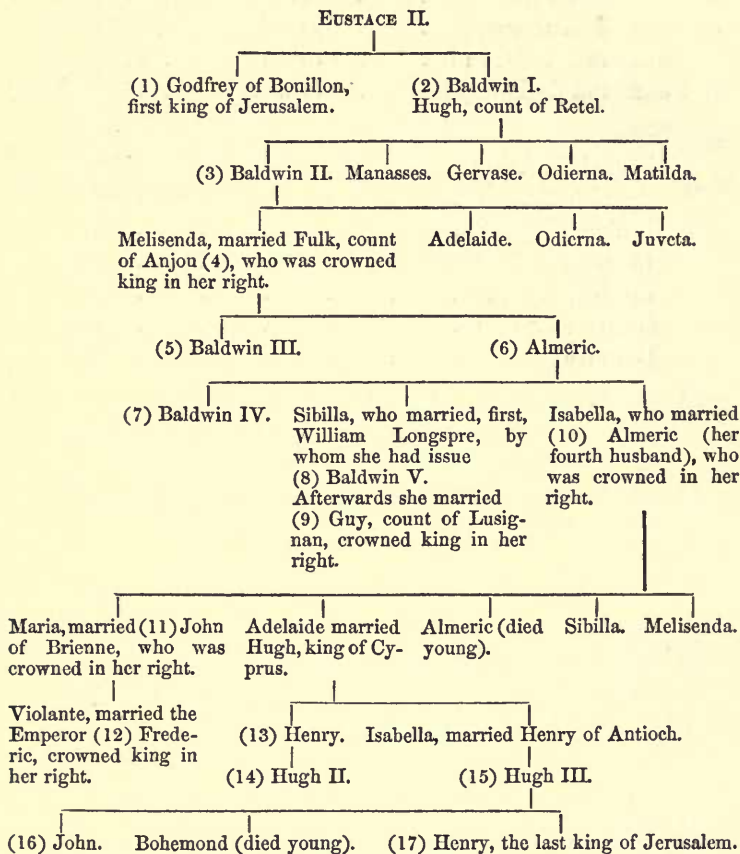 EUSTACE II.
(1) Godfrey of Bouillon,
first king of Jerusalem.
(2) Baldwin I.
Hugh, count of Retel.
(3) Baldwin II. Manasses. Gervase. Odierna. Matilda.
Melisenda, married Fulk, count
of Anjou (4), who was crowned
king in her right.
Adelaide. Odierna. Juveta.
(5) Baldwin III. (6) Almeric.
(7) Baldwin IV.
Sibilla, who married, first,
William Longspre, by
whom she had issue
(8) Baldwin V.
Afterwards she married
(9) Guy, count of Lusig-
nan, crowned king in her
right.
Isabella, who married
(10) Almeric (her
fourth husband), who
was crowned in her
right.
Maria, married (11) John
of Brienne, who was
crowned in her right.
Adelaide married
Hugh, king of Cy-
prus.
Almeric (died
young).
Sibilla. Melisenda.
Violante, married the
Emperor (12) Frede-
ric, crowned king in
her right.
(13) Henry. Isabella, married Henry of Antioch.
(14) Hugh II. (15) Hugh III.
(16) John. Bohemond (died young). (17) Henry, the last king of Jerusalem.